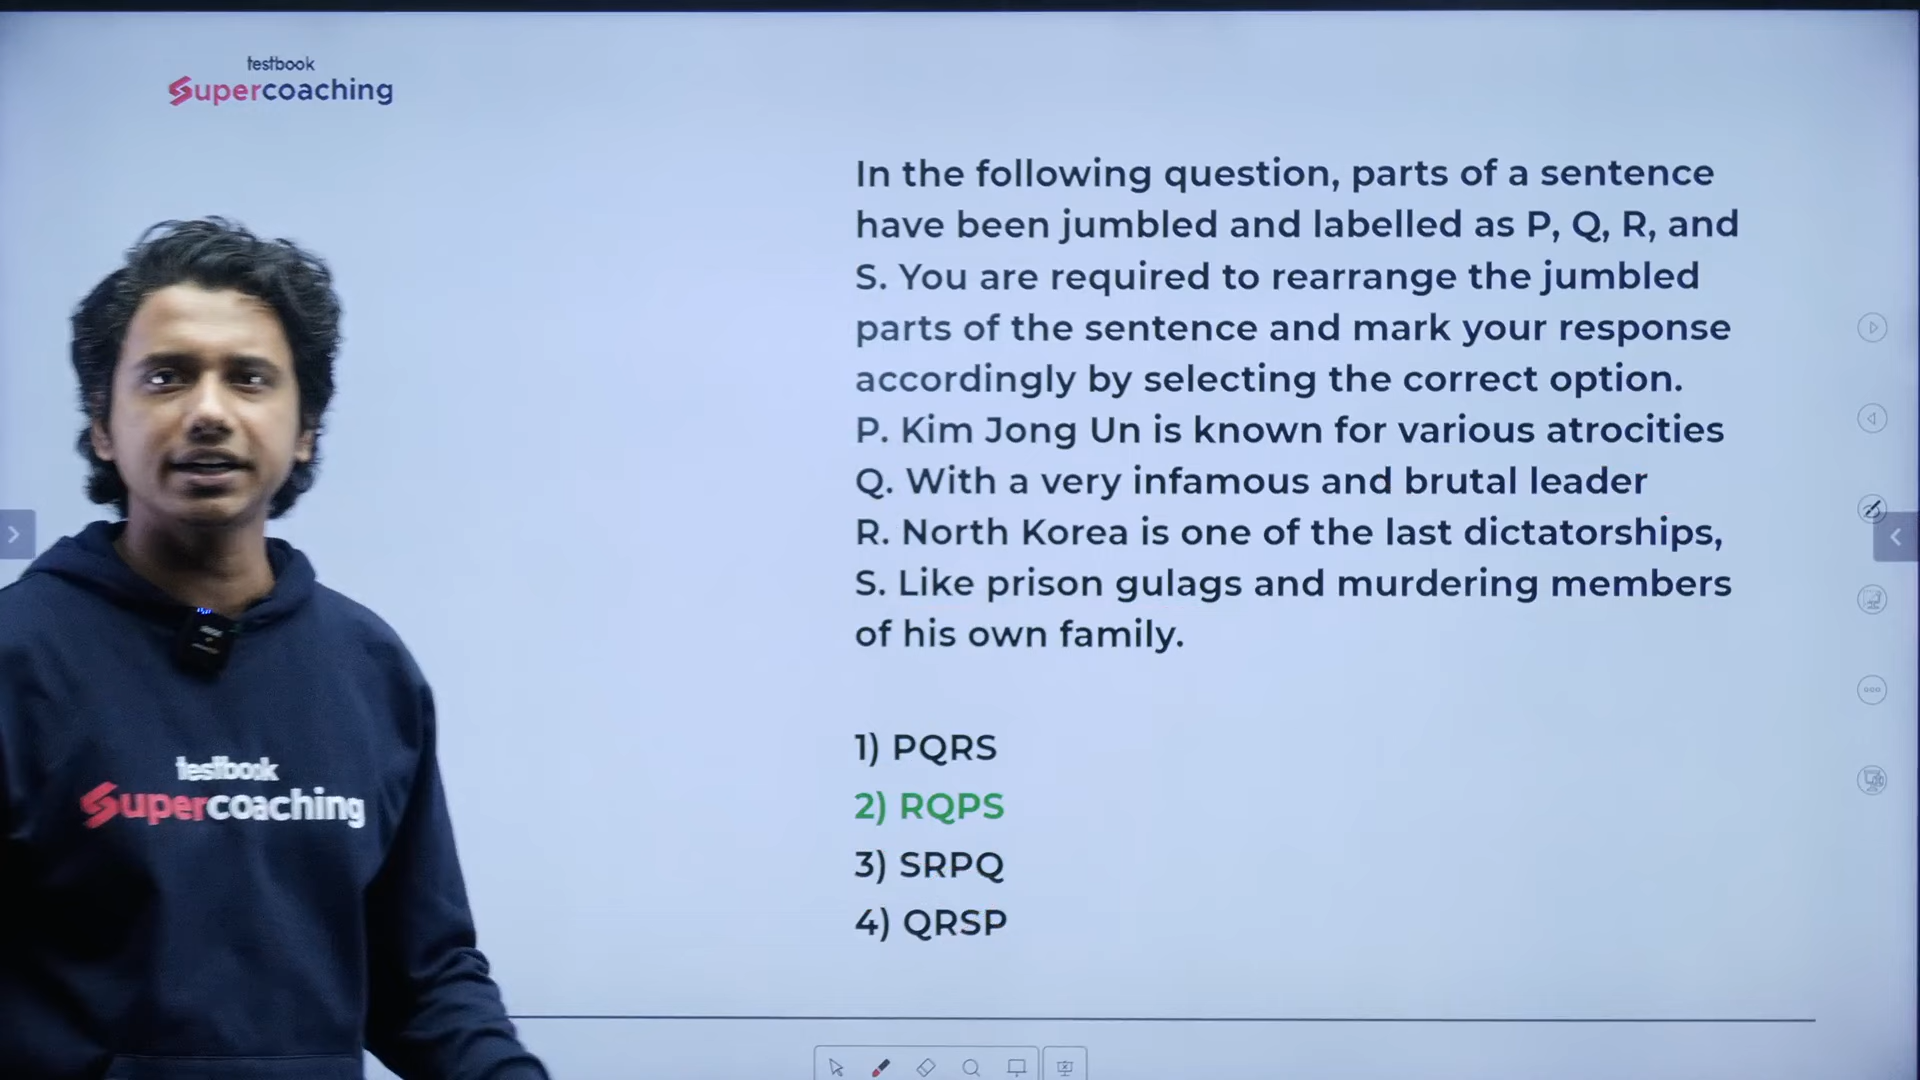 testbook
Supercoaching
In the following question, parts of a sentence
have been jumbled and labelled as P, Q, R, and
S. You are required to rearrange the jumbled
parts of the sentence and mark your response
accordingly by selecting the correct option.
P. Kim Jong Un is known for various atrocities
Q. With a very infamous and brutal leader
R. North Korea is one of the last dictatorships,
S. Like prison gulags and murdering members
of his own family.
1) PQRS
2) RQPS
3) SRPQ
4) QRSP
testbook
Supercoaching